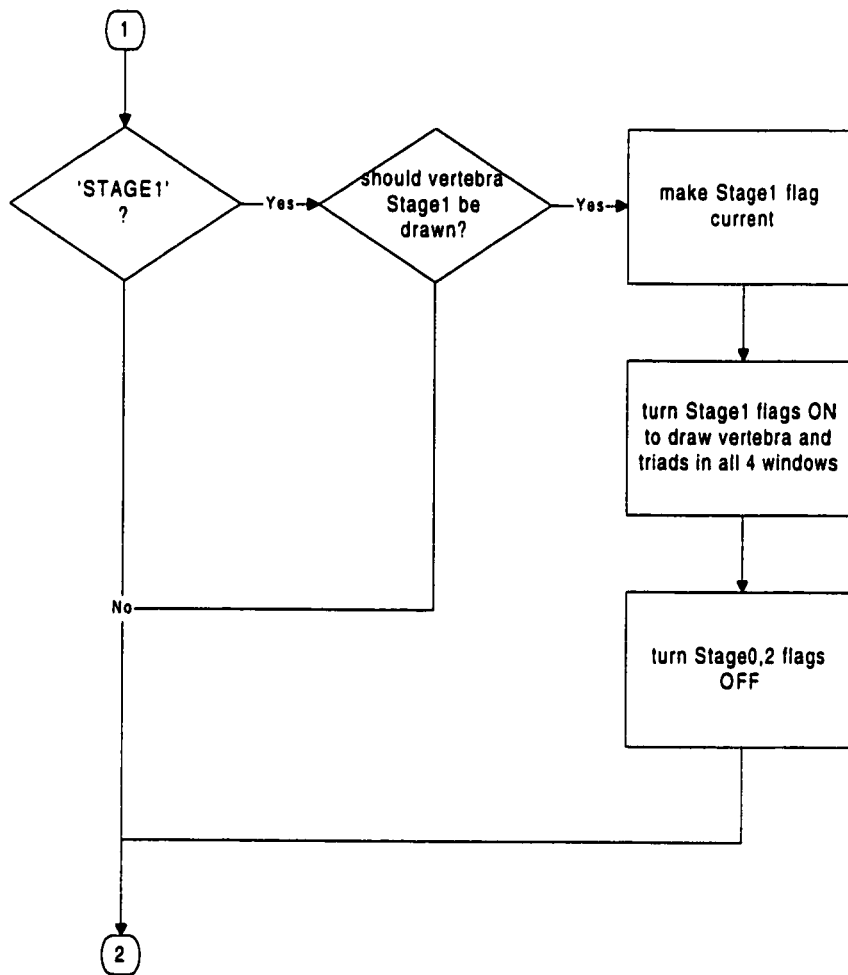 1
'STAGE1'
?
Yes
should vertebra
Stage1 be
drawn?
Yes
make Stage1 flag
current
turn Stage1 flags ON
to draw vertebra and
triads in all 4 windows
No
turn Stage0,2 flags
OFF
2